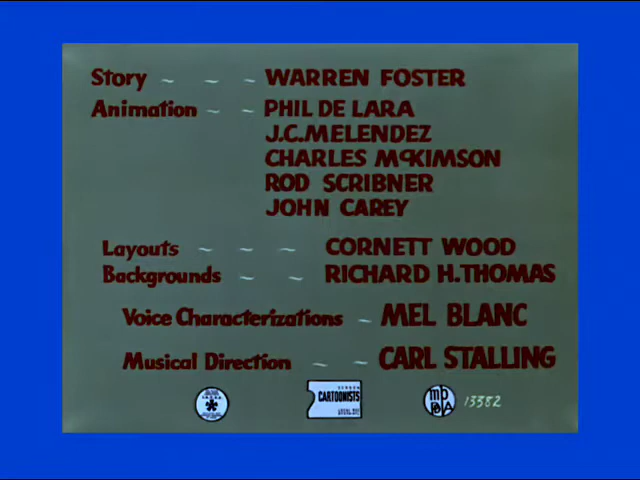 Story ~ ~ ~ WARREN FOSTER
Animation ~ ~ PHIL DE LARA
J.C.MELENDEZ
CHARLES McKIMSON
ROD SCRIBNER
JOHN CAREY
Layouts ~ ~ ~ CORNETT WOOD
Backgrounds ~ ~ RICHARD H.THOMAS
Voice Characterizations ~ MEL BLANC
Musical Direction ~ ~ CARL STALLING
SCREEN
CARTOONISTS
13382